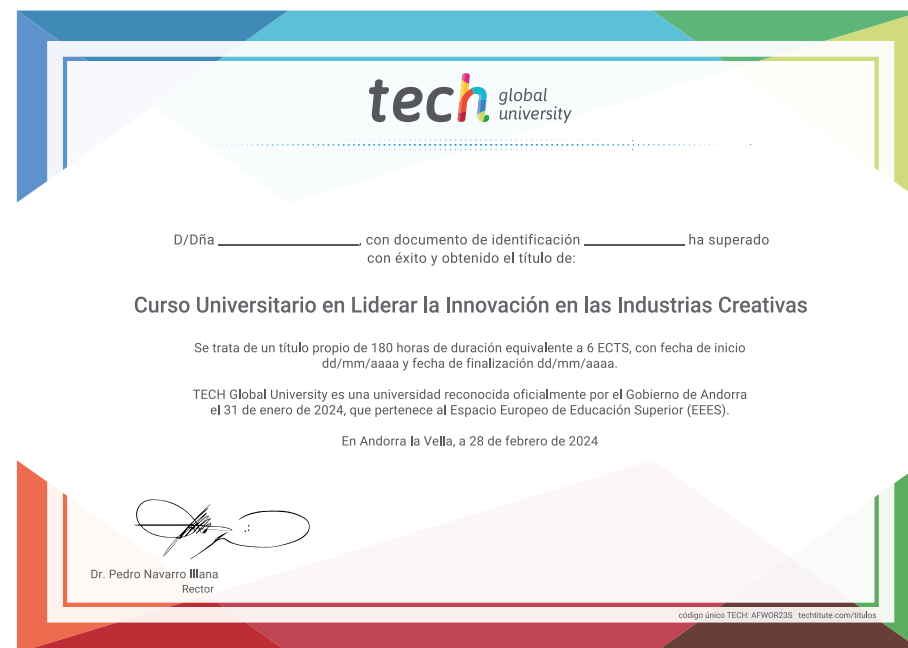 tech global university
D/Dña ________________, con documento de identificación ____________ ha superado
con éxito y obtenido el título de:
Curso Universitario en Liderar la Innovación en las Industrias Creativas
Se trata de un título propio de 180 horas de duración equivalente a 6 ECTS, con fecha de inicio
dd/mm/aaaa y fecha de finalización dd/mm/aaaa.
TECH Global University es una universidad reconocida oficialmente por el Gobierno de Andorra
el 31 de enero de 2024, que pertenece al Espacio Europeo de Educación Superior (EEES).
En Andorra la Vella, a 28 de febrero de 2024
Dr. Pedro Navarro Illana
Rector
código único TECH: AFWOR23S techtitute.com/titulos